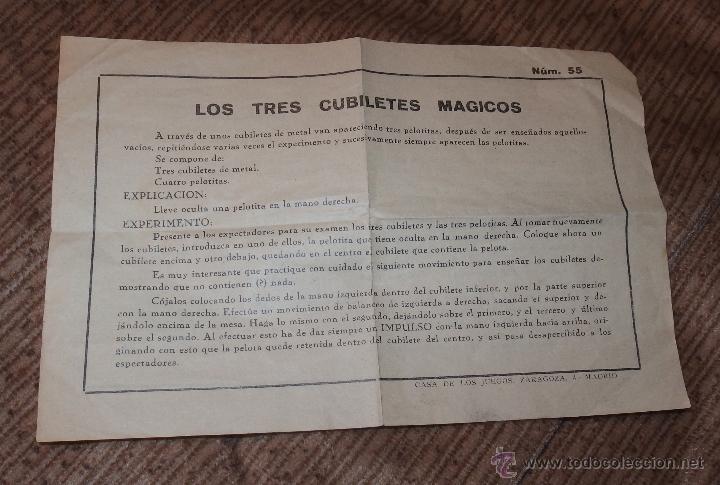 Núm. 55
LOS TRES CUBILETES MAGICOS
A través de unos cubiletes de metal van apareciendo tres pelotitas, después de ser enseñados aquellos
vacíos, repitiéndose varias veces el experimento y sucesivamente siempre aparecen las pelotitas.
Se compone de:
Tres cubiletes de metal.
Cuatro pelotitas.
EXPLICACION:
Lleve oculta una pelotita en la mano derecha.
EXPERIMENTO:
Presente a los expectadores para su examen los tres cubiletes y las tres pelotitas. Al tomar nuevamente
los cubiletes, introduzca en uno de ellos, la pelotita que tiene oculta en la mano derecha. Coloque ahora un
cubilete encima y otro debajo, quedando en el centro el cubilete que contiene la pelota.
Es muy interesante que practique con cuidado el siguiente movimiento para enseñar los cubiletes de-
mostrando que no contienen (?) nada.
Cójalos colocando los dedos de la mano izquierda dentro del cubilete inferior, y por la parte superior
con la mano derecha. Efectúe un movimiento de balanceo de izquierda a derecha, sacando el superior y de-
jándolo encima de la mesa. Haga lo mismo con el segundo, dejándolo sobre el primero, y el tercero y último
sobre el segundo. Al efectuar esto ha de dar siempre un IMPULSO con la mano izquierda hacia arriba, ori-
ginando con esto que la pelota quede retenida dentro del cubilete del centro, y así pasa desapercibido a los
espectadores.
CASA DE LOS JUEGOS, ZARAGOZA, 4 - MADRID
© todocoleccion
www.todocoleccion.net